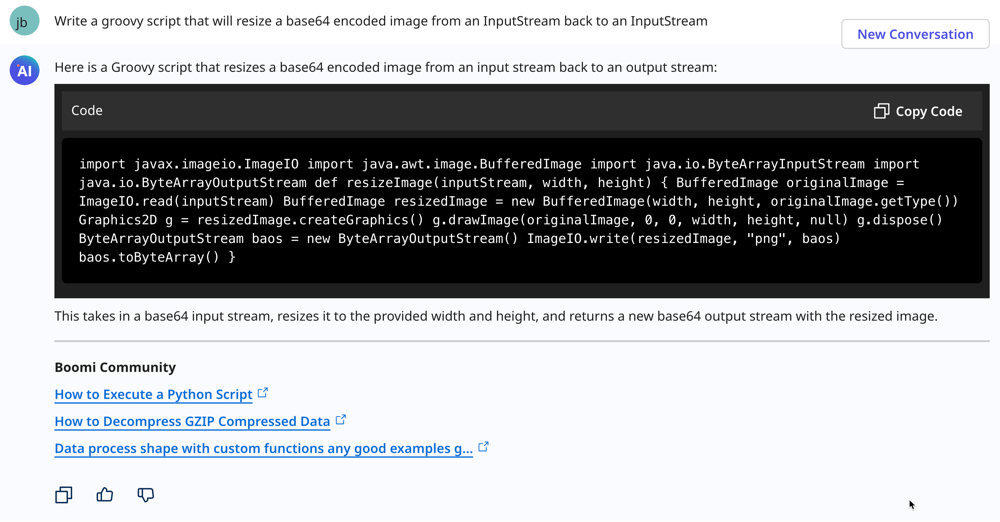 jb
Write a groovy script that will resize a base64 encoded image from an InputStream back to an InputStream
New Conversation
AI
Here is a Groovy script that resizes a base64 encoded image from an input stream back to an output stream:
Code
Copy Code
import javax.imageio.ImageIO import java.awt.image.BufferedImage import java.io.ByteArrayInputStream import
java.io.ByteArrayOutputStream def resizeImage(inputStream, width, height) { BufferedImage originalImage =
ImageIO.read(inputStream) BufferedImage resizedImage = new BufferedImage(width, height, originalImage.getType())
Graphics2D g = resizedImage.createGraphics() g.drawImage(originalImage, 0, 0, width, height, null) g.dispose()
ByteArrayOutputStream baos = new ByteArrayOutputStream() ImageIO.write(resizedImage, "png", baos)
baos.toByteArray() }
This takes in a base64 input stream, resizes it to the provided width and height, and returns a new base64 output stream with the resized image.
Boomi Community
How to Execute a Python Script
How to Decompress GZIP Compressed Data
Data process shape with custom functions any good examples g...